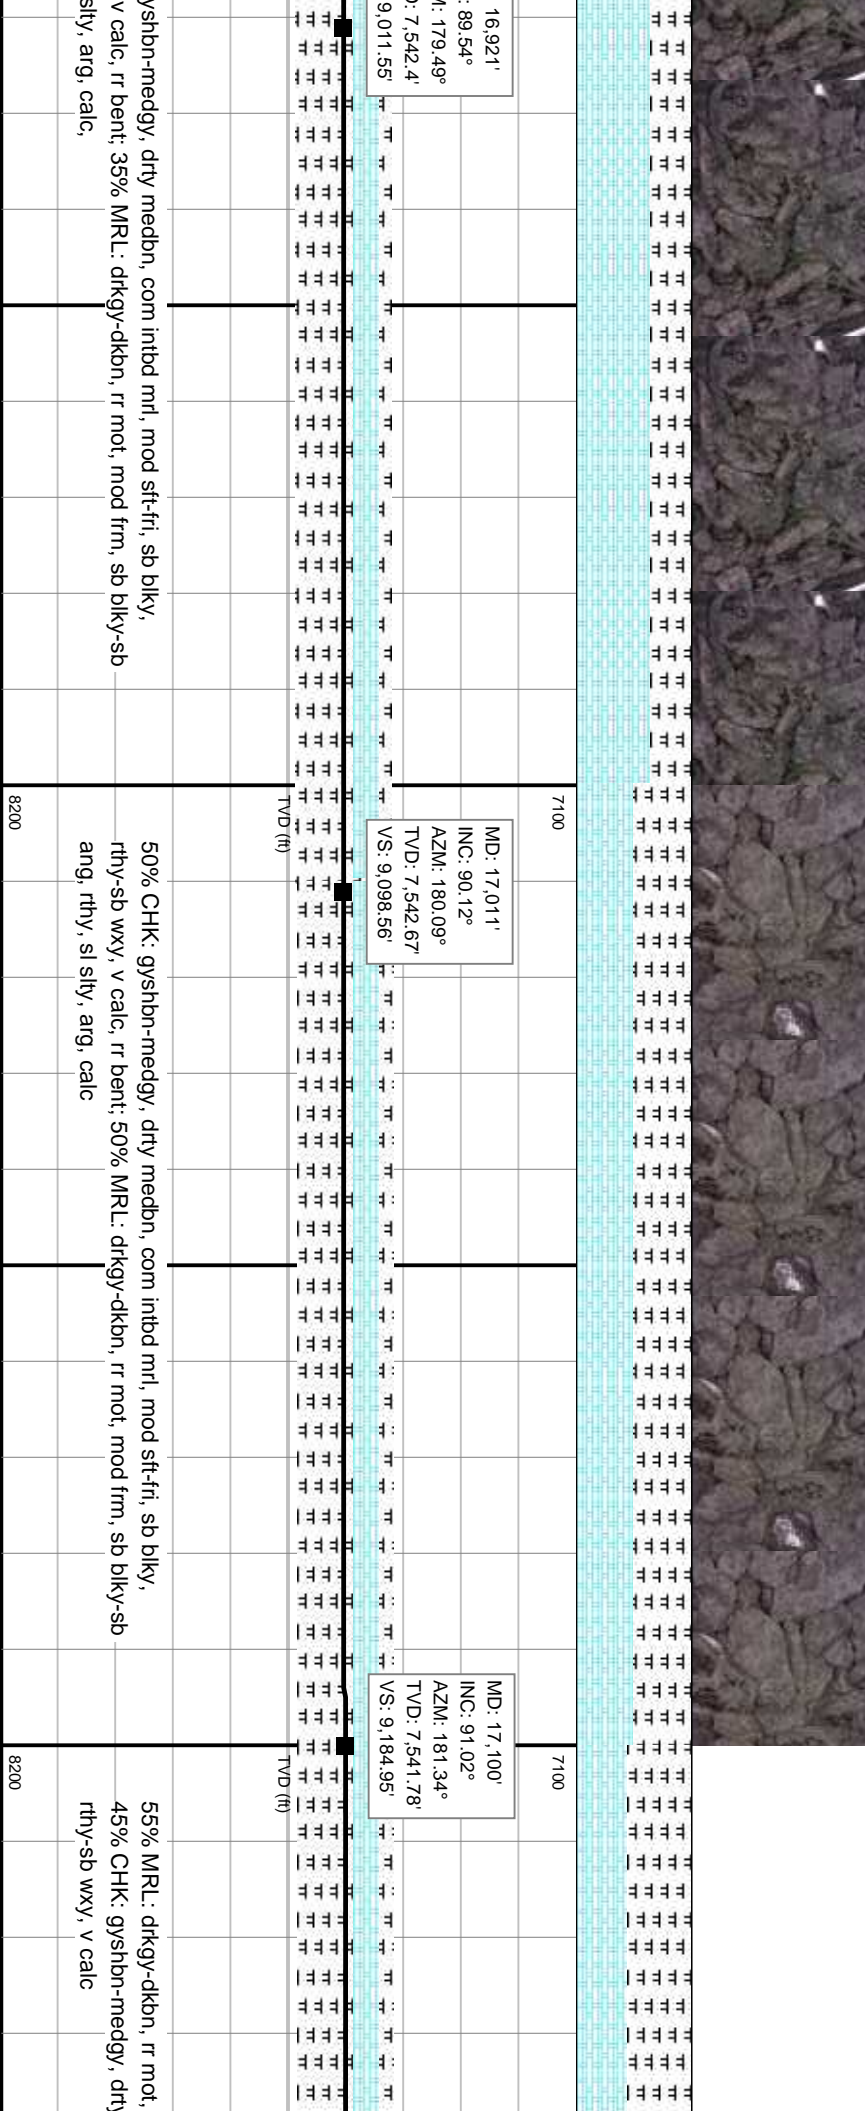 16,921'
: 89.54°
M: 179.49°
D: 7,542.4'
9,011.55'
gyshbn-medgy, drty medbn, com intbd mrl, mod sft-fri, sb blky,
v calc, rr bent; 35% MRL: drkgy-dkbn, rr mot, mod frm, sb blky-sb
slty, arg, calc,
7100
TVD (ft)
8200
MD: 17,011'
INC: 90.12°
AZM: 180.09°
TVD: 7,542.67'
VS: 9,098.56'
50% CHK: gyshbn-medgy, drty medbn, com intbd mrl, mod sft-fri, sb blky,
rthy-sb wxy, v calc, rr bent; 50% MRL: drkgy-dkbn, rr mot, mod frm, sb blky-sb
ang, rthy, sl slty, arg, calc
MD: 17,100'
INC: 91.02°
AZM: 181.34°
TVD: 7,541.78'
VS: 9,184.95'
7100
TVD (ft)
8200
55% MRL: drkgy-dkbn, rr mot,
45% CHK: gyshbn-medgy, drty
rthy-sb wxy, v calc